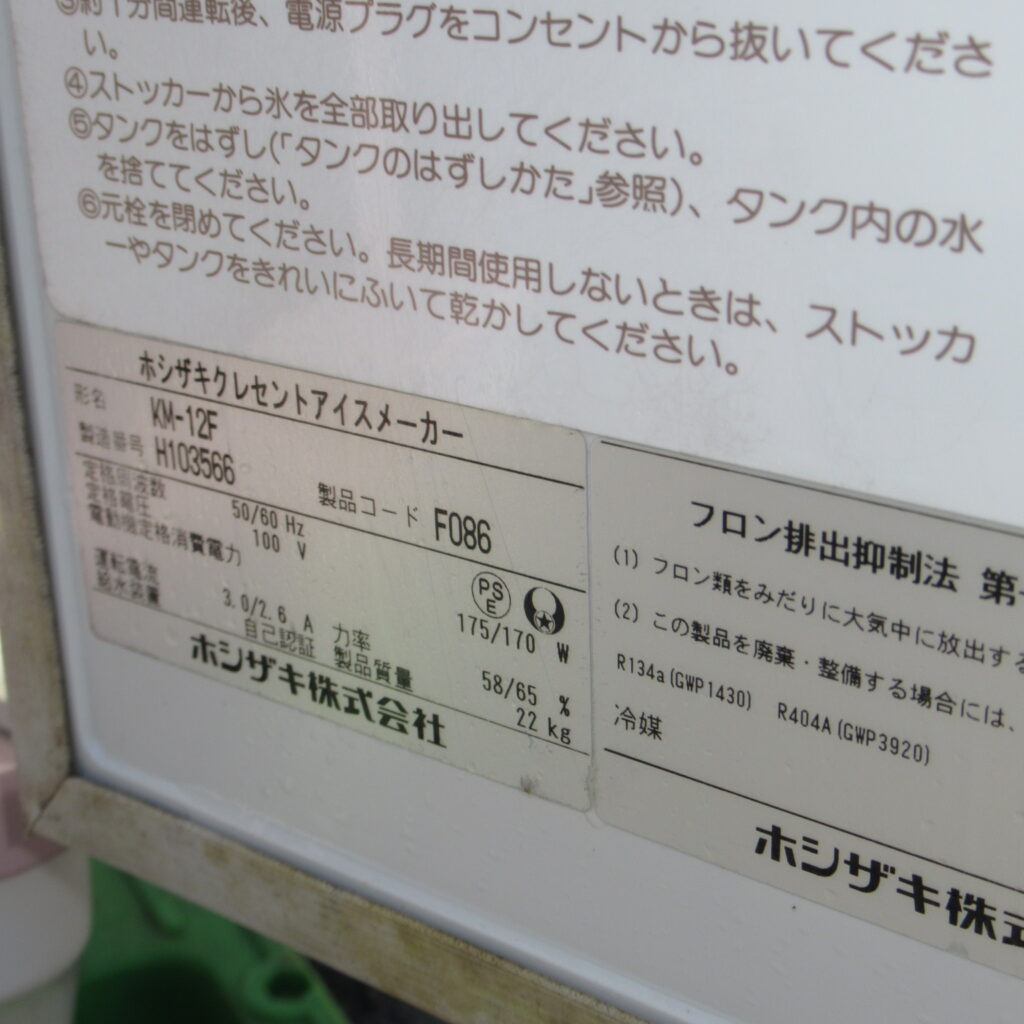 ③約1分間運転後、電源プラグをコンセントから抜いてくださ
い。
④ストッカーから氷を全部取り出してください。
⑤タンクをはずし(「タンクのはずしかた」参照)、タンク内の水
を捨ててください。
⑥元栓を閉めてください。長期間使用しないときは、ストッカ
ーやタンクをきれいにふいて乾かしてください。
ホシザキクレセントアイスメーカー
形名 KM-12F
製造番号 H103566 製品コード F086
定格周波数 50/60 Hz
定格電圧 100 V
電動機定格消費電力 175/170 W
PS
E
運転電流 3.0/2.6 A 力率 58/65 %
給水装置 自己認証 製品質量 22 kg
ホシザキ株式会社
フロン排出抑制法 第
(1) フロン類をみだりに大気中に放出する
(2) この製品を廃棄・整備する場合には、
R134a(GWP1430) R404A(GWP3920)
冷媒
ホシザキ株式